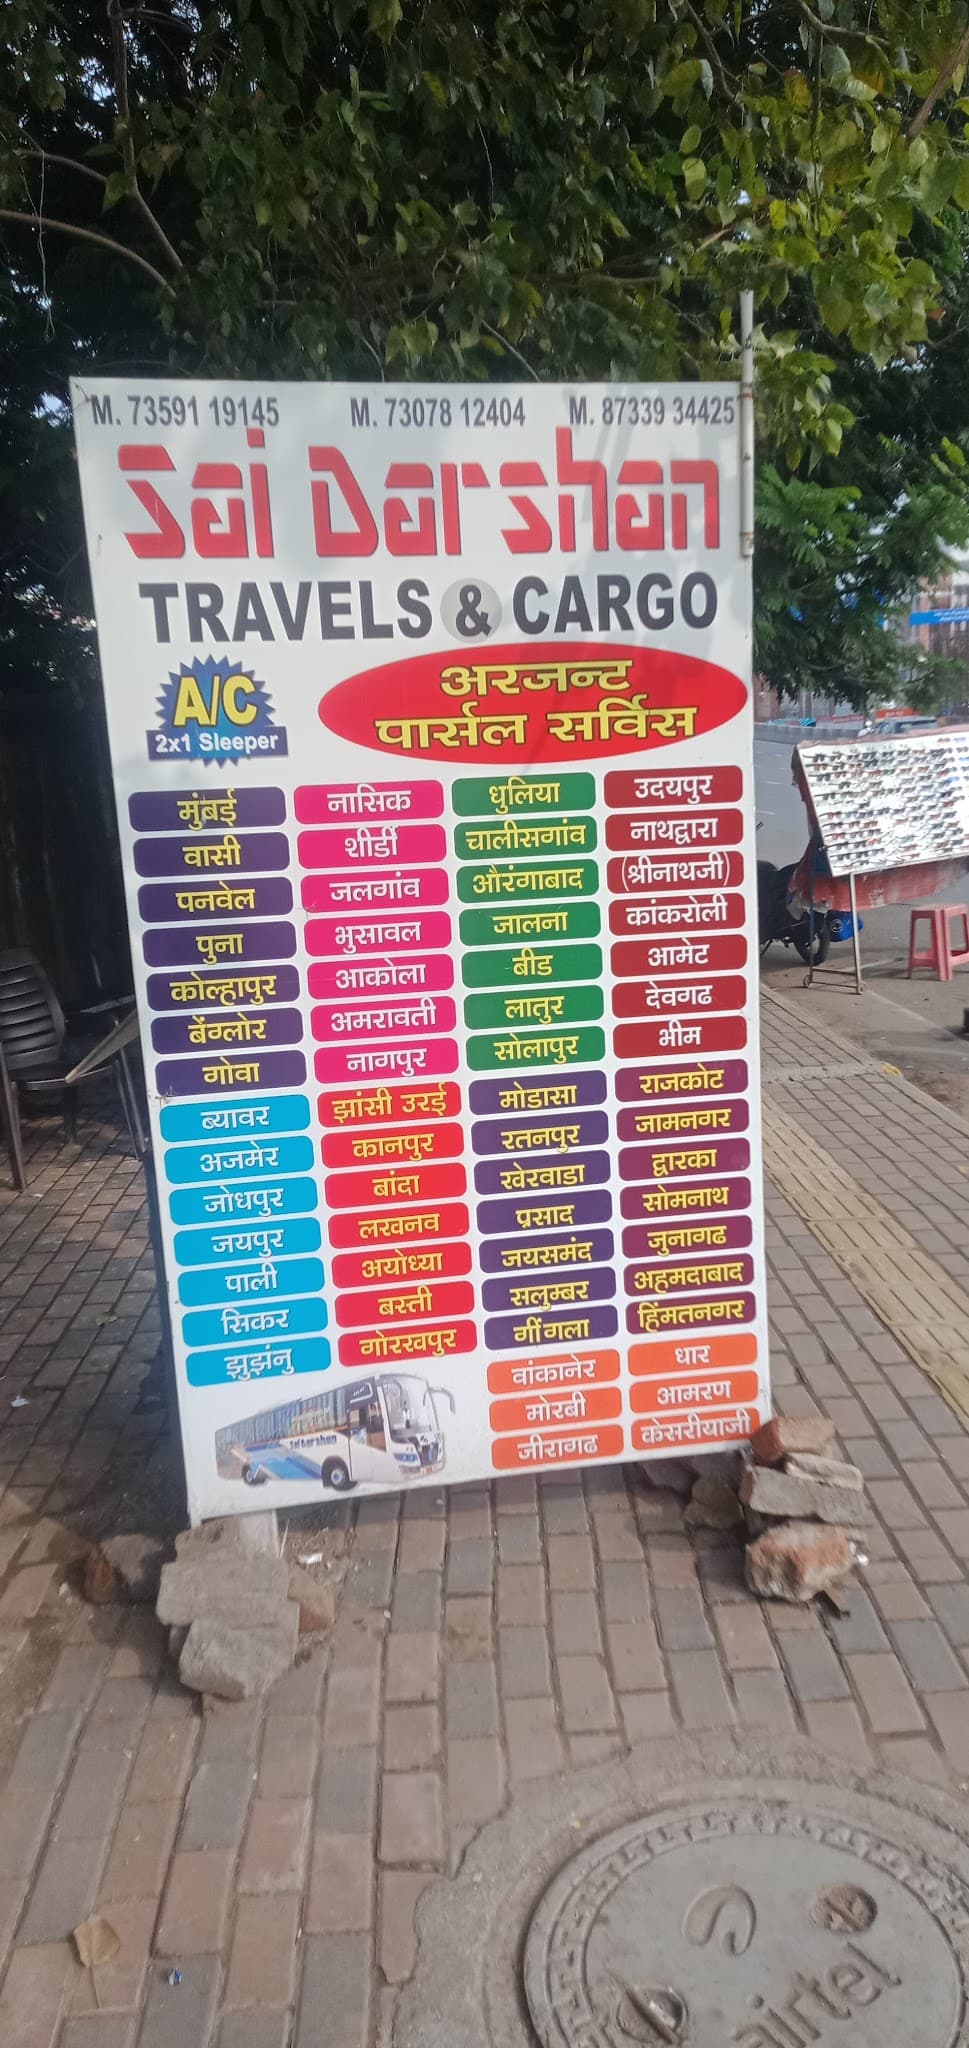 M. 73591 19145 M. 73078 12404 M. 87339 34425
Sai Darshan
TRAVELS & CARGO
A/C
2x1 Sleeper
अरजन्ट
पार्सल सर्विस
मुंबई नासिक धुलिया उदयपुर
वासी शीर्डी चालीसगांव नाथद्वारा
पनवेल जलगांव औरंगाबाद (श्रीनाथजी)
पुना भुसावल जालना कांकरोली
कोल्हापुर आकोला बीड आमेट
बेंग्लोर अमरावती लातुर देवगढ
गोवा नागपुर सोलापुर भीम
ब्यावर झांसी उरई मोडासा राजकोट
अजमेर कानपुर रतनपुर जामनगर
जोधपुर बांदा खेरवाडा द्वारका
जयपुर लखनव प्रसाद सोमनाथ
पाली अयोध्या जयसमंद जुनागढ
सिकर बस्ती सलुम्बर अहमदाबाद
झुझंनु गोरखपुर गींगला हिंमतनगर
वांकानेर धार
मोरबी आमरण
जीरागढ केसरीयाजी
Sai Darshan
airtel